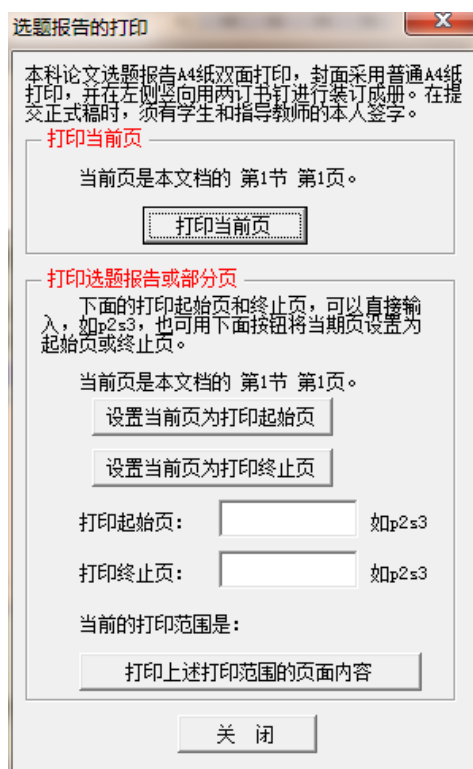 选题报告的打印
本科论文选题报告A4纸双面打印，封面采用普通A4纸
打印，并在左侧竖向用两订书钉进行装订成册。在提
交正式稿时，须有学生和指导教师的本人签字。
打印当前页
当前页是本文档的 第1节 第1页。
打印当前页
打印选题报告或部分页
下面的打印起始页和终止页，可以直接输
入，如p2s3，也可用下面按钮将当期页设置为
起始页或终止页。
当前页是本文档的 第1节 第1页。
设置当前页为打印起始页
设置当前页为打印终止页
打印起始页： 如p2s3
打印终止页： 如p2s3
当前的打印范围是：
打印上述打印范围的页面内容
关 闭